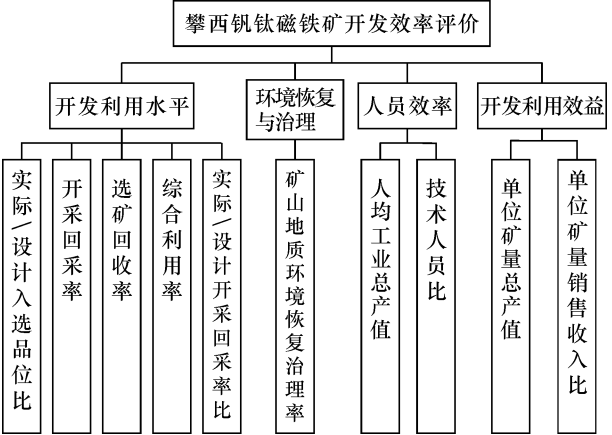 攀西钒钛磁铁矿开发效率评价
开发利用水平
环境恢复
与治理
人员效率
开发利用效益
实际\设计入选品位比
开采回采率
选矿回收率
综合利用率
实际\设计开采回采率比
矿山地质环境恢复治理率
人均工业总产值
技术人员比
单位矿量总产值
单位矿量销售收入比